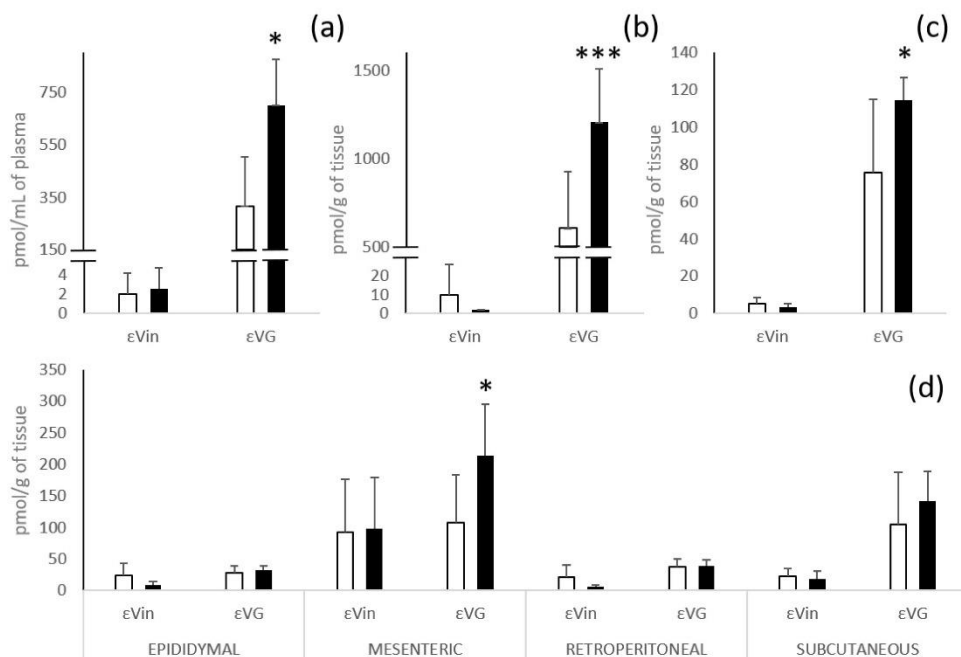 (a)
*
pmol/mL of plasma
750
550
350
150
4
2
0
εVin εVG
(b)
***
pmol/g of tissue
1500
1000
500
20
10
0
εVin εVG
(c)
*
pmol/g of tissue
140
120
100
80
60
40
20
0
εVin εVG
(d)
*
pmol/g of tissue
350
300
250
200
150
100
50
0
εVin εVG εVin εVG εVin εVG εVin εVG
EPIDIDYMAL MESENTERIC RETROPERITONEAL SUBCUTANEOUS